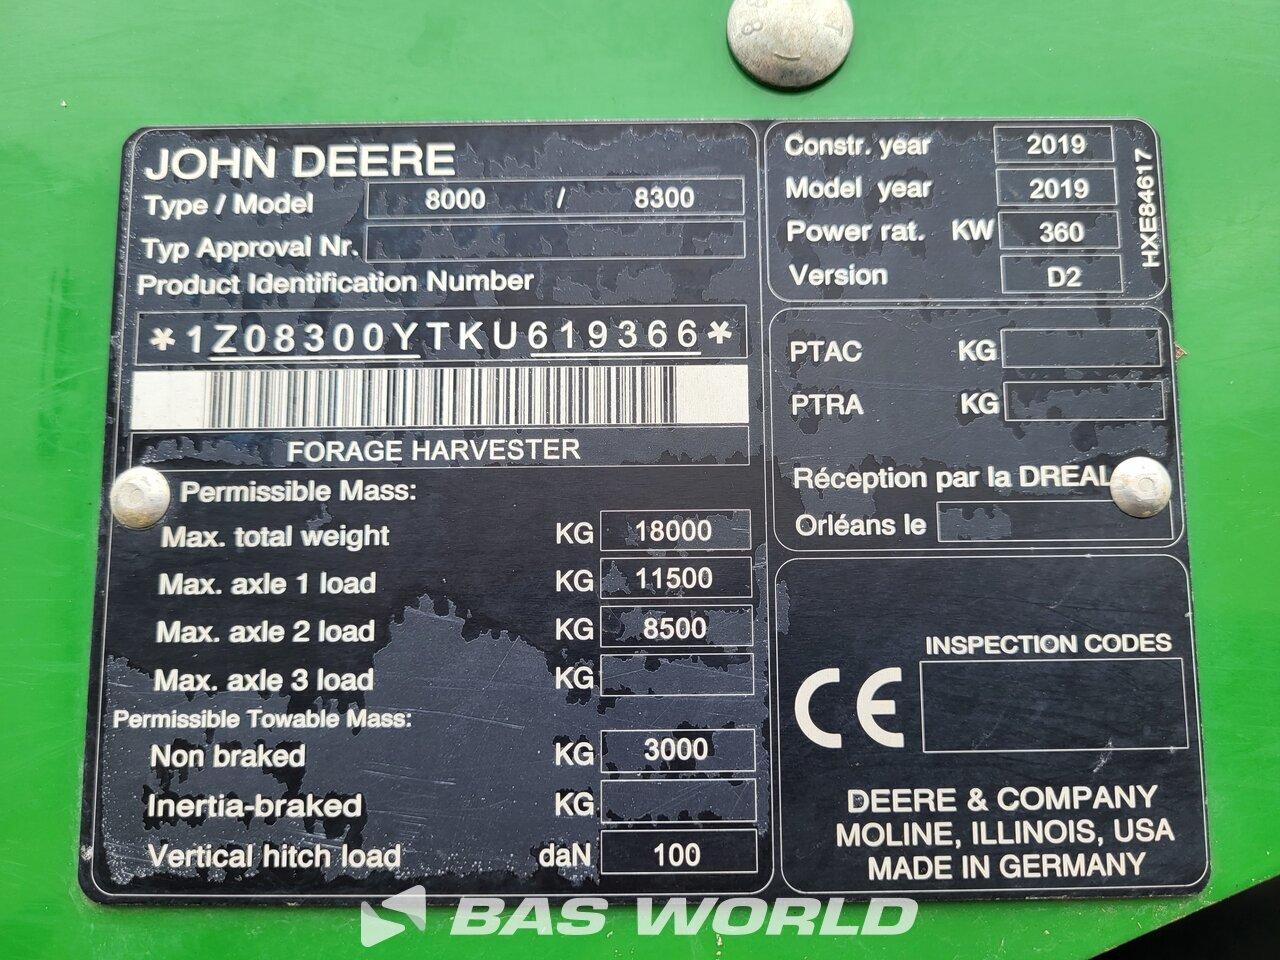 JOHN DEERE
Type / Model 8000 / 8300
Typ Approval Nr.
Product Identification Number
*1Z08300YTKU619366*
FORAGE HARVESTER
Permissible Mass:
Max. total weight KG 18000
Max. axle 1 load KG 11500
Max. axle 2 load KG 8500
Max. axle 3 load KG
Permissible Towable Mass:
Non braked KG 3000
Inertia-braked KG
Vertical hitch load daN 100
Constr. year 2019
Model year 2019
Power rat. KW 360
Version D2
HXE84617
PTAC KG
PTRA KG
Réception par la DREAL
Orléans le
INSPECTION CODES
CE
DEERE & COMPANY
MOLINE, ILLINOIS, USA
MADE IN GERMANY
BAS WORLD